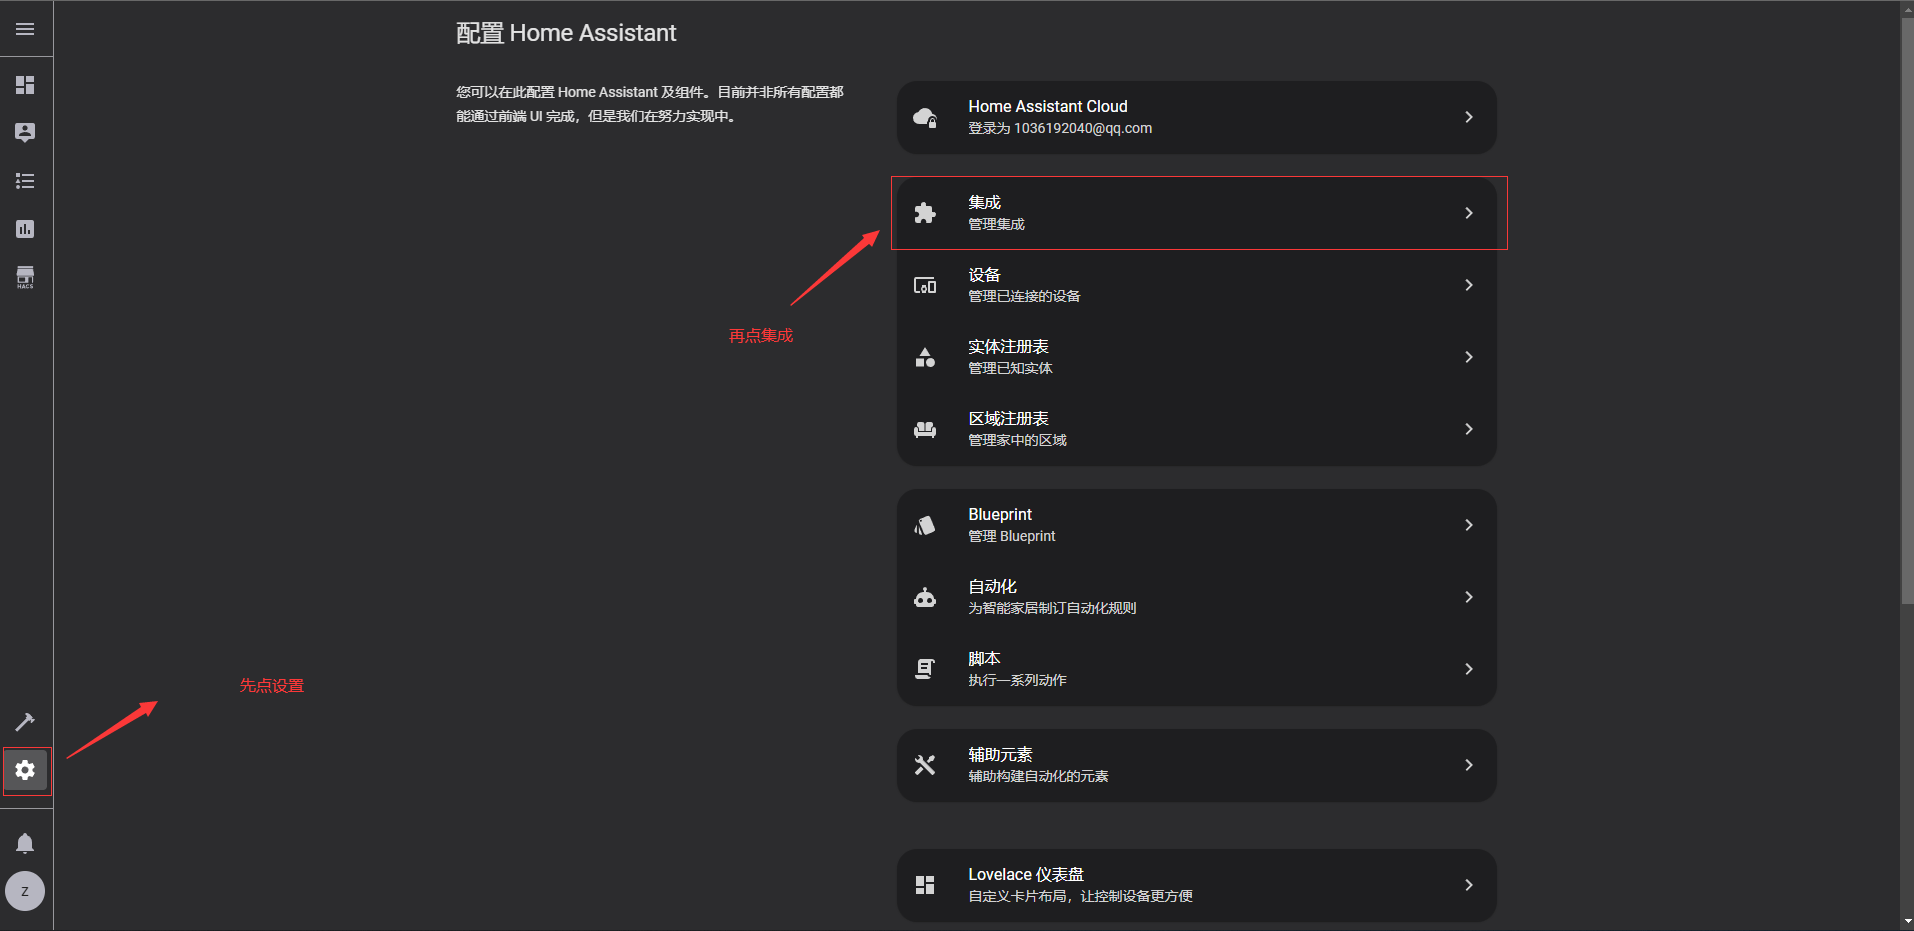 配置 Home Assistant
您可以在此配置 Home Assistant 及组件。目前并非所有配置都
能通过前端 UI 完成，但是我们在努力实现中。
Home Assistant Cloud
登录为 1036192040@qq.com
集成
管理集成
设备
管理已连接的设备
再点集成
实体注册表
管理已知实体
区域注册表
管理家中的区域
Blueprint
管理 Blueprint
自动化
为智能家居制订自动化规则
脚本
执行一系列动作
先点设置
辅助元素
辅助构建自动化的元素
Lovelace 仪表盘
自定义卡片布局，让控制设备更方便
HACS
Z